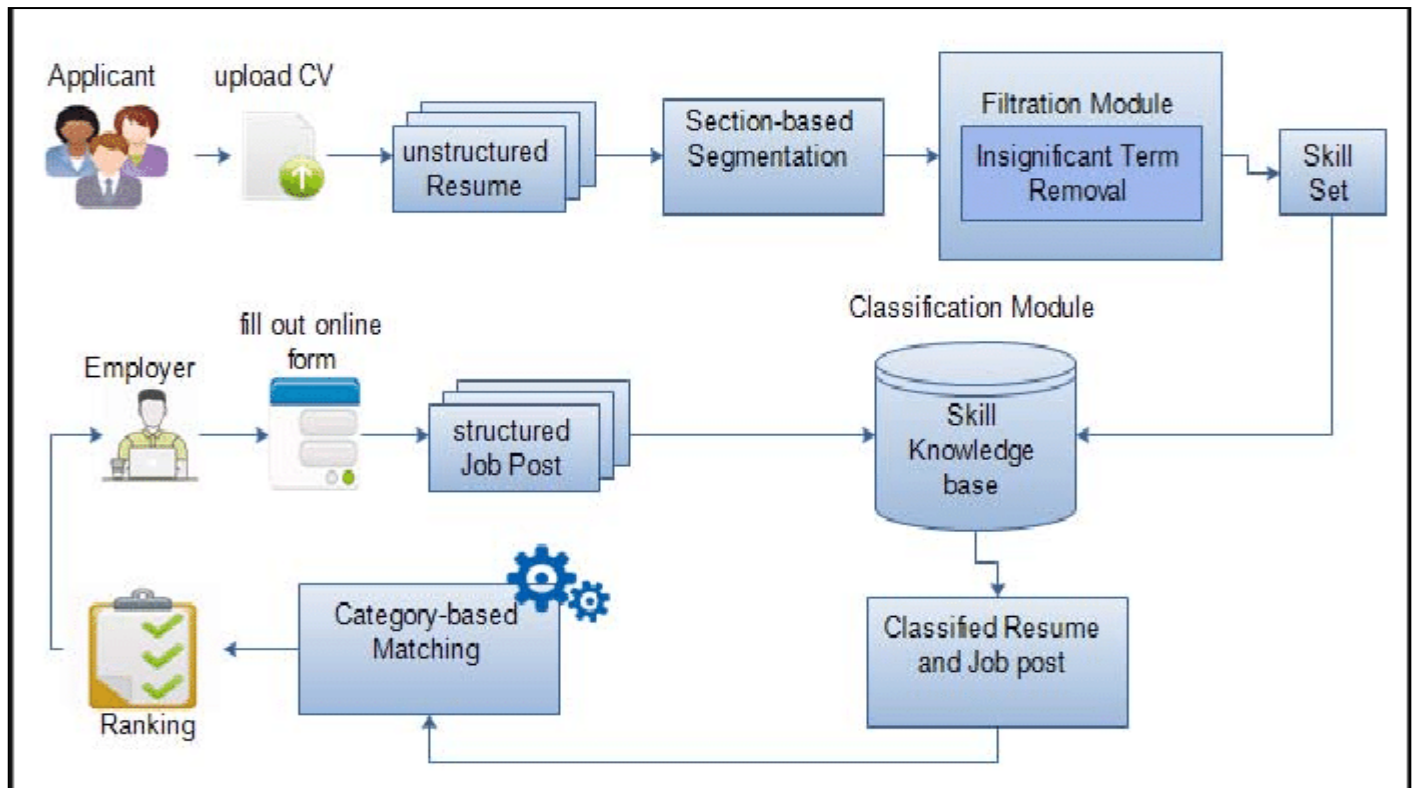 Applicant
upload CV
unstructured
Resume
Section-based
Segmentation
Filtration Module
Insignificant Term
Removal
Skill
Set
Employer
fill out online
form
structured
Job Post
Classification Module
Skill
Knowledge
base
Ranking
Category-based
Matching
Classified Resume
and Job post